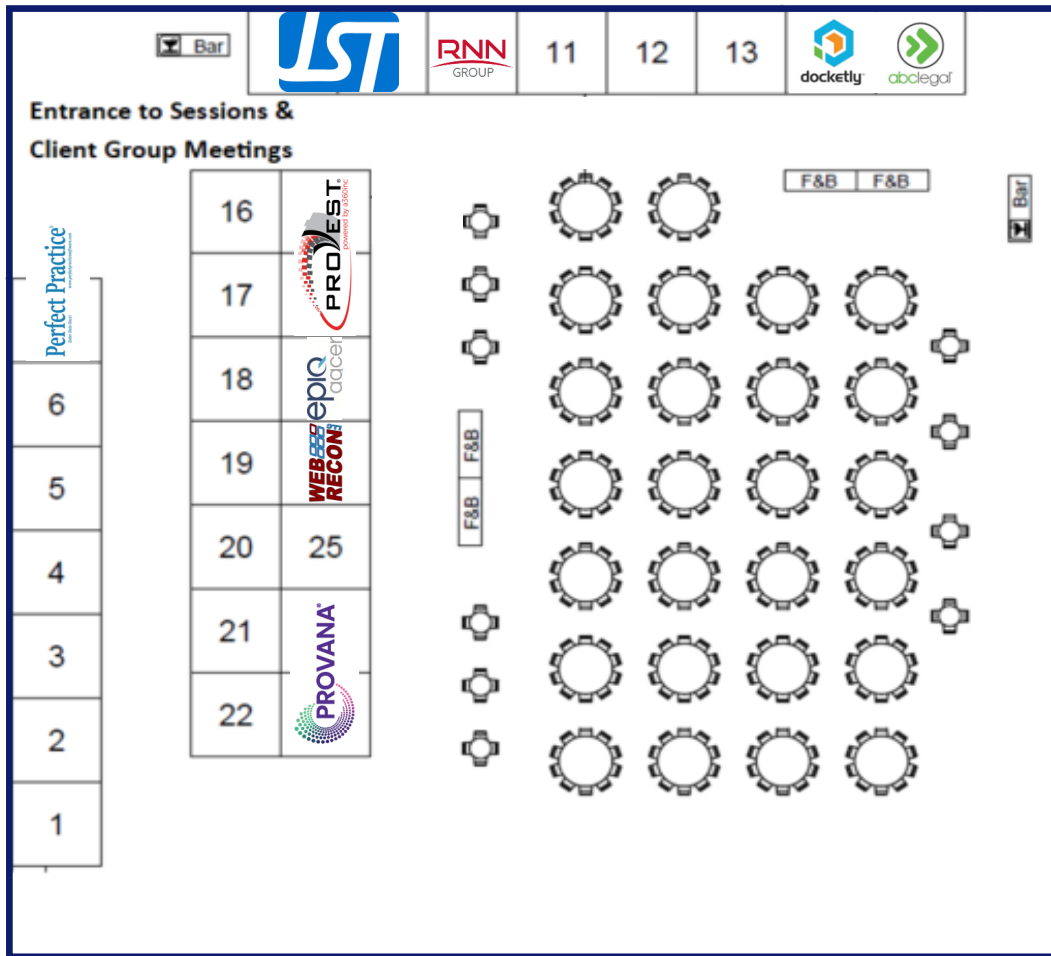 Bar
JST
RNN
GROUP
11
12
13
docketly
abclegal
Entrance to Sessions &
Client Group Meetings
F&B
F&B
Bar
Perfect Practice®
16
17
18
19
20
21
22
PROVEST®
powered by a360inc
epiq
aacer
WEB
RECON
25
PROVANA®
F&B
F&B
6
5
4
3
2
1